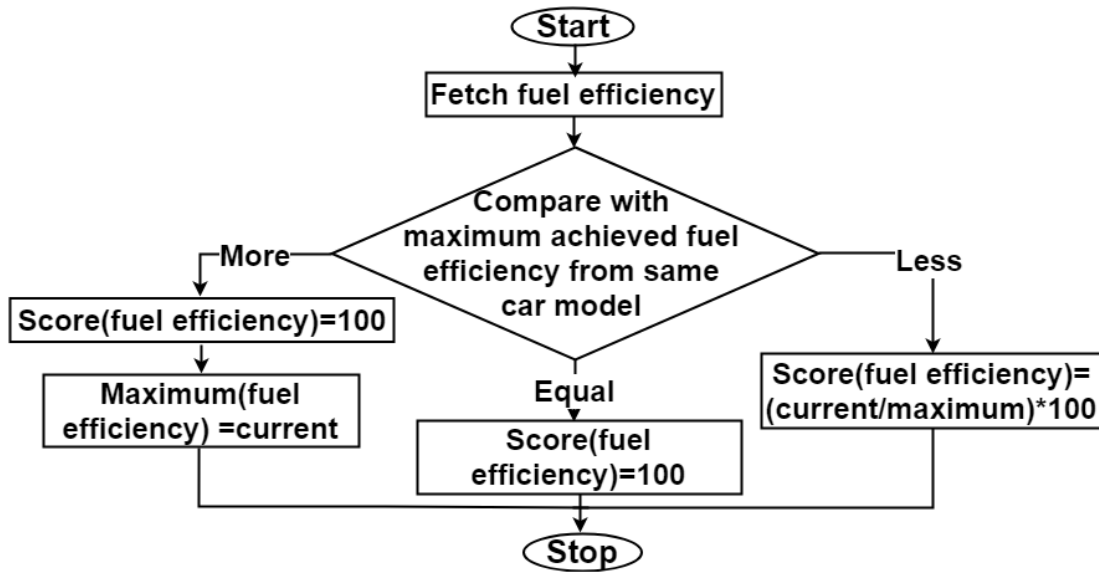 Start
Fetch fuel efficiency
Compare with
maximum achieved fuel
efficiency from same
car model
More
Less
Score(fuel efficiency)=100
Maximum(fuel
efficiency) =current
Equal
Score(fuel
efficiency)=100
Score(fuel efficiency)=
(current/maximum)*100
Stop